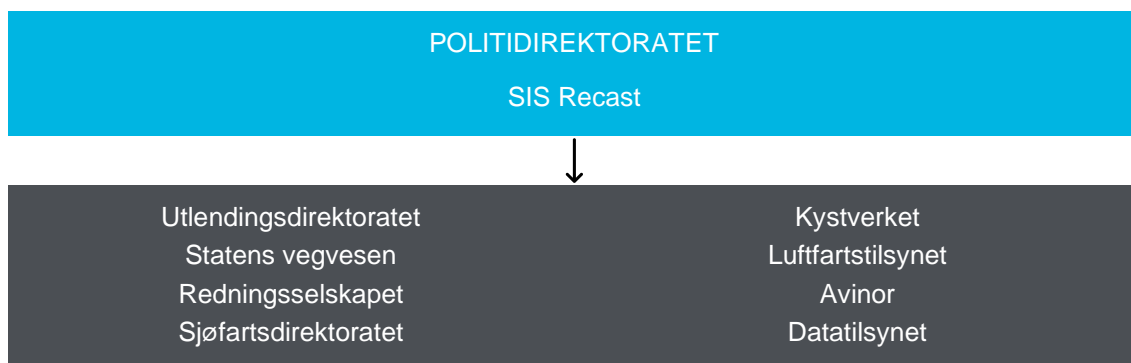 POLITIDIREKTORATET
SIS Recast
Utlendingsdirektoratet
Statens vegvesen
Redningsselskapet
Sjøfartsdirektoratet
Kystverket
Luftfartstilsynet
Avinor
Datatilsynet